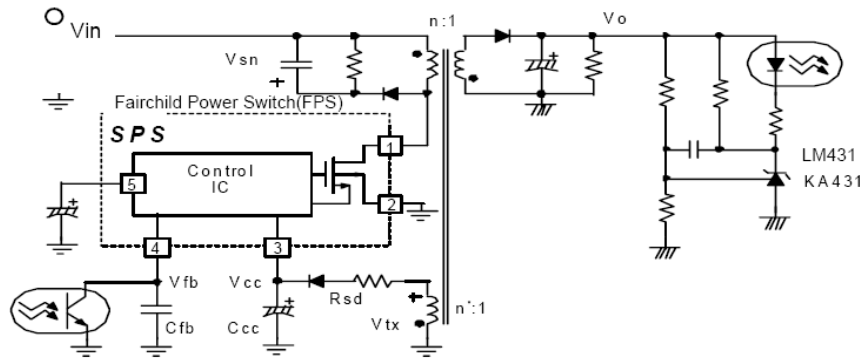 Vin
n:1
Vo
Vsn
Fairchild Power Switch(FPS)
SPS
1
Control
IC
5
2
LM431
KA431
4
3
Vfb
Vcc
Rsd
n':1
Cfb
Ccc
Vtx